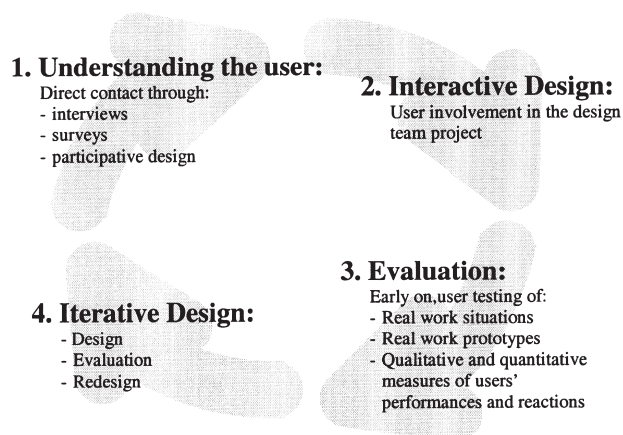 1. Understanding the user:
Direct contact through:
- interviews
- surveys
- participative design
2. Interactive Design:
User involvement in the design
team project
3. Evaluation:
Early on,user testing of:
- Real work situations
- Real work prototypes
- Qualitative and quantitative
measures of users'
performances and reactions
4. Iterative Design:
- Design
- Evaluation
- Redesign